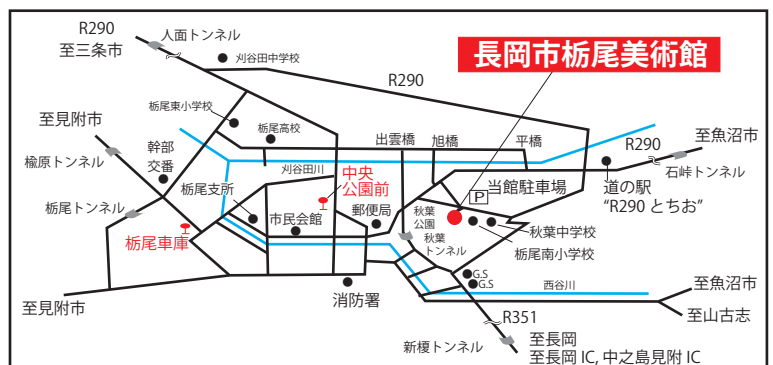 R290
至三条市
人面トンネル
刈谷田中学校
R290
長岡市栃尾美術館
栃尾東小学校
至見附市
栃尾高校
出雲橋
旭橋
平橋
R290
至魚沼市
幹部
交番
楡原トンネル
刈谷田川
中央
公園前
石峠トンネル
当館駐車場
P
道の駅
“R290 とちお”
栃尾支所
栃尾トンネル
市民会館
郵便局
秋葉
公園
秋葉
トンネル
秋葉中学校
栃尾南小学校
栃尾車庫
G.S
G.S
西谷川
至魚沼市
至見附市
消防署
R351
至山古志
新榎トンネル
至長岡
至長岡 IC, 中之島見附 IC